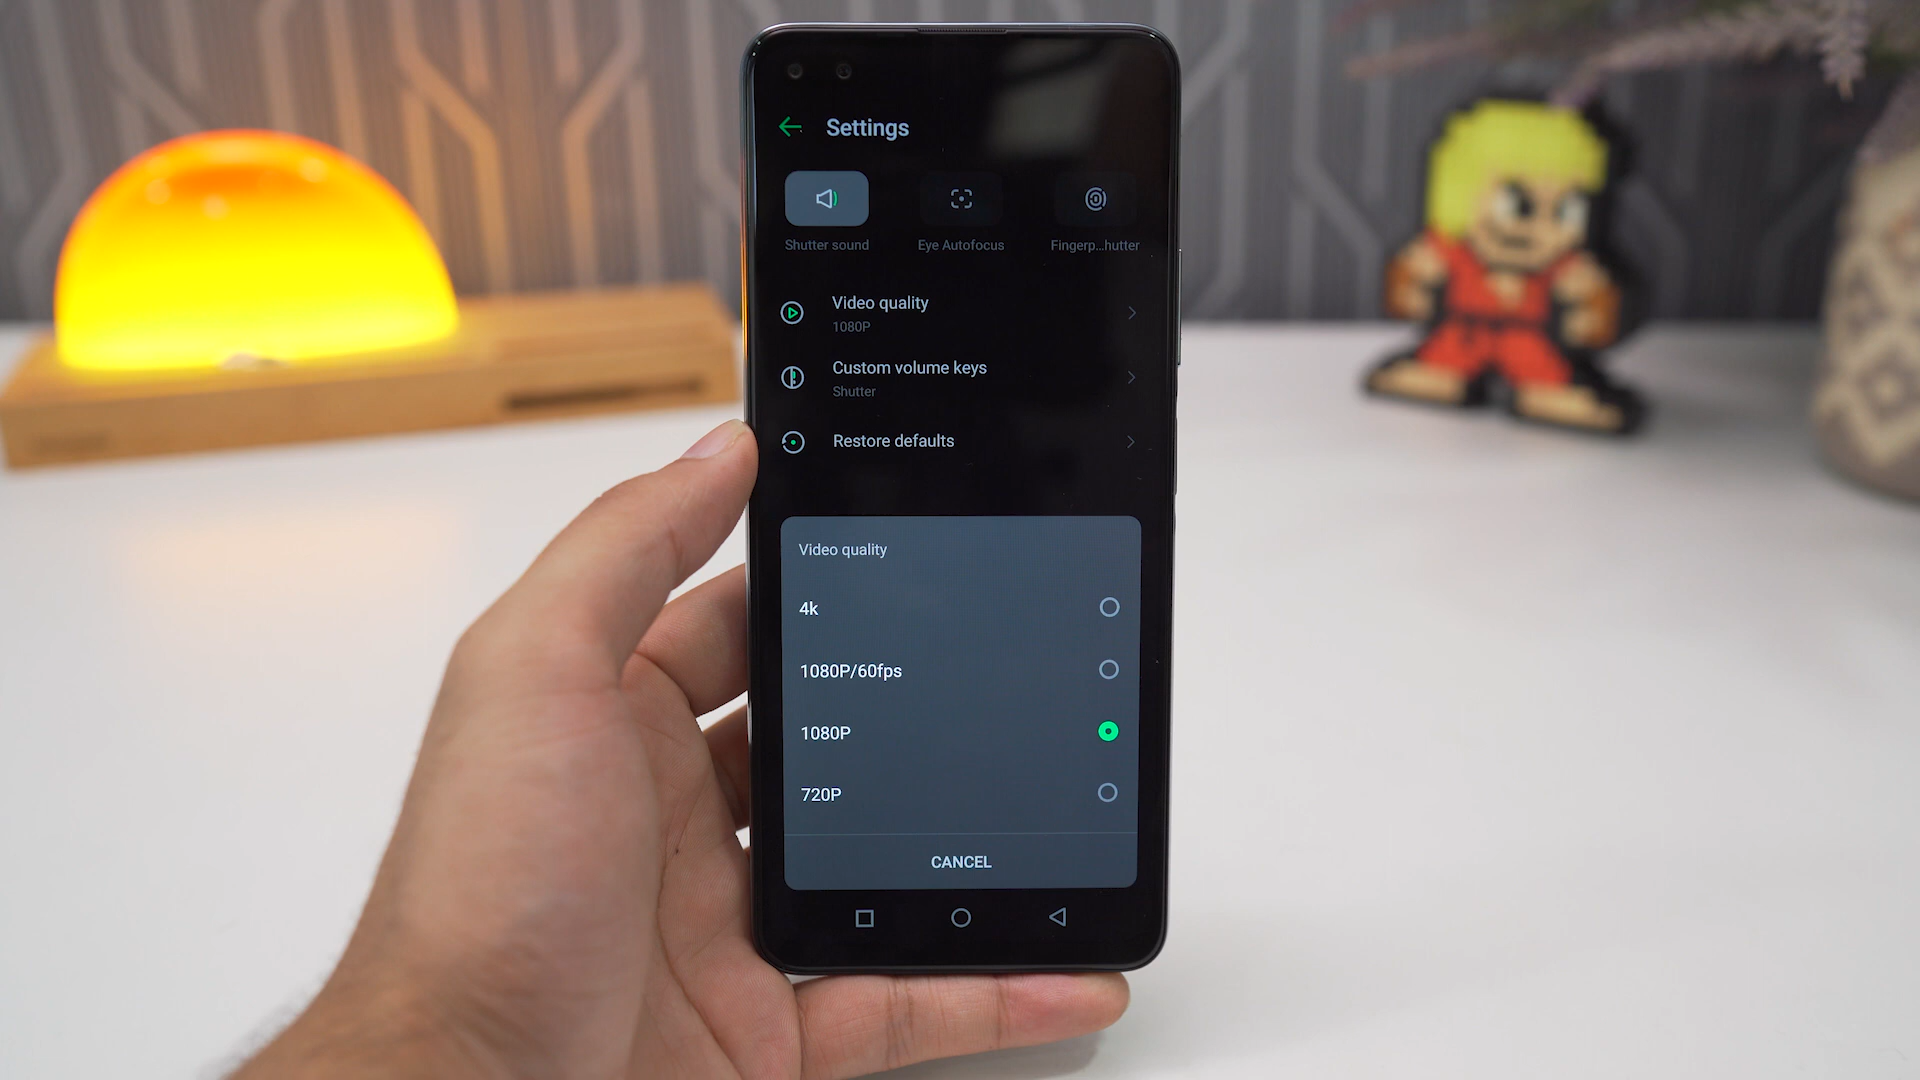 Settings
Shutter sound
Eye Autofocus
Fingerp...hutter
Video quality
1080P
Custom volume keys
Shutter
Restore defaults
Video quality
4k
1080P/60fps
1080P
720P
CANCEL